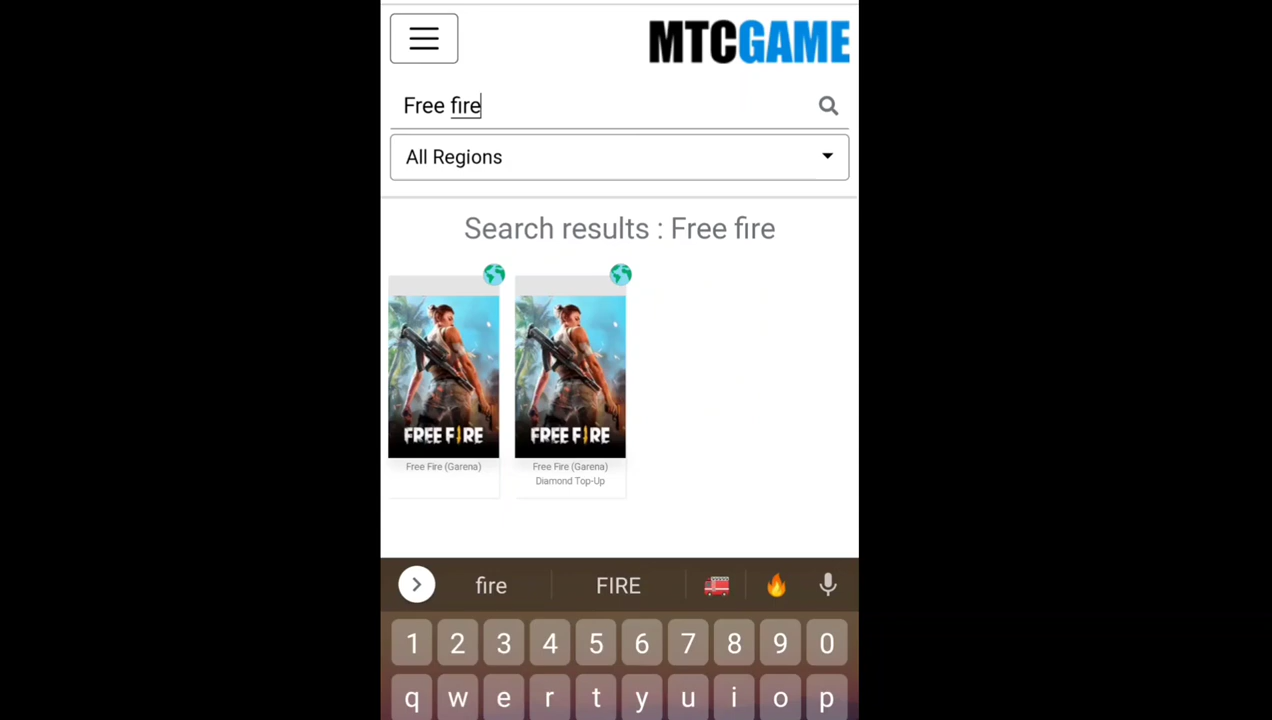 MTCGAME
Free fire
All Regions
Search results : Free fire
FREE FIRE
FREE FIRE
Free Fire (Garena)
Free Fire (Garena)
Diamond Top-Up
fire
FIRE
1 2 3 4 5 6 7 8 9 0
q w e r t y u i o p